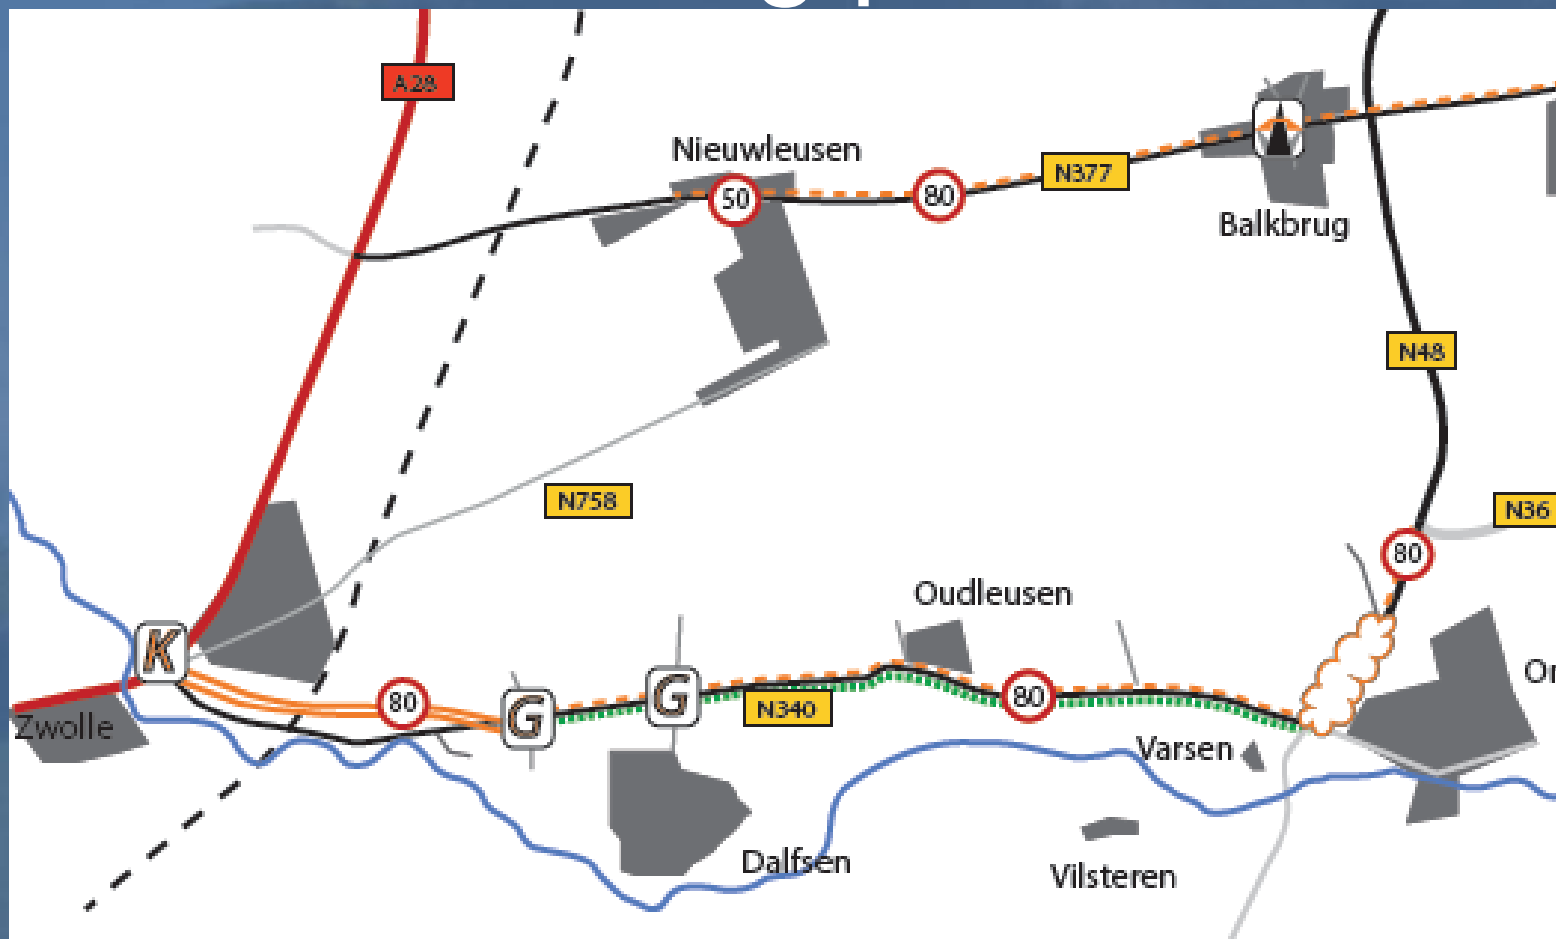 A28
Nieuwleusen
50
80
N377
Balkbrug
N48
N758
N36
80
Oudleusen
K
80
G
G
N340
80
Zwolle
Varsen
Dalfsen
Vilsteren